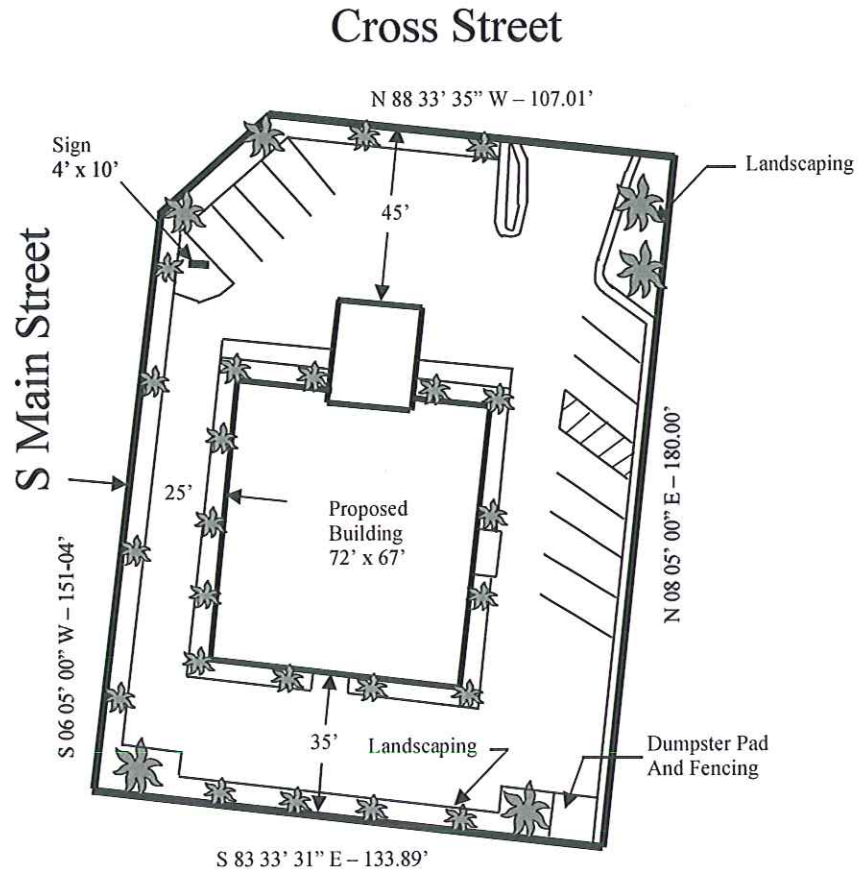 Cross Street
N 88 33' 35” W – 107.01'
Sign
4' x 10'
Landscaping
45'
S Main Street
25'
Proposed
Building
72' x 67'
N 08 05' 00” E – 180.00'
S 06 05' 00” W – 151-04'
35'
Landscaping
Dumpster Pad
And Fencing
S 83 33' 31” E – 133.89'